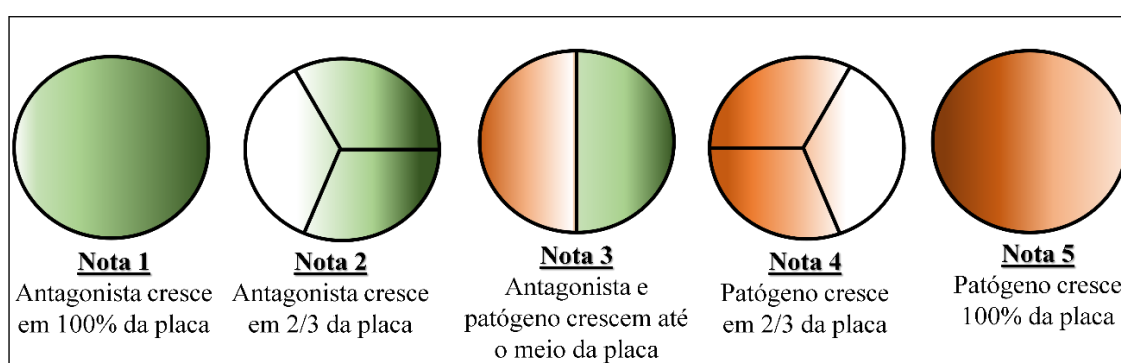 Nota 1
Antagonista cresce
em 100% da placa
Nota 2
Antagonista cresce
em 2/3 da placa
Nota 3
Antagonista e
patógeno crescem até
o meio da placa
Nota 4
Patógeno cresce
em 2/3 da placa
Nota 5
Patógeno cresce
100% da placa